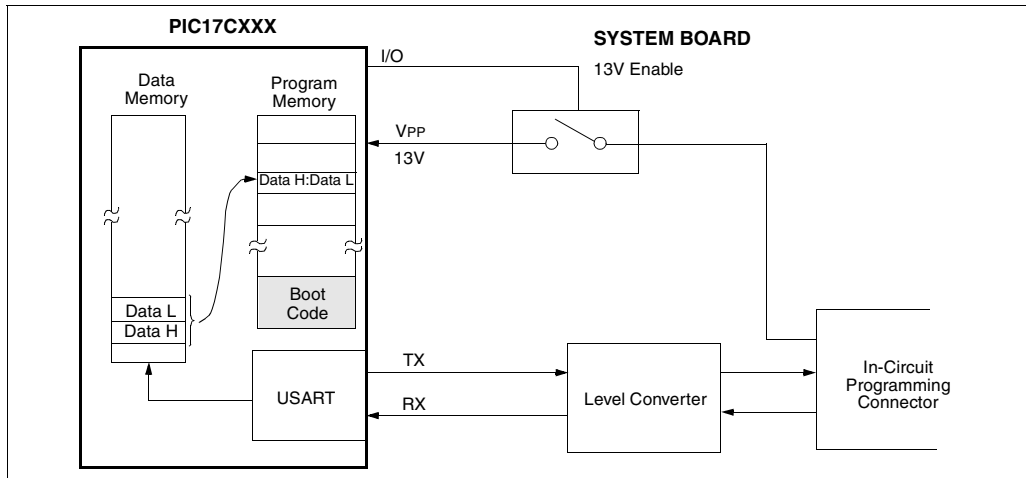 PIC17CXXX
SYSTEM BOARD
I/O
13V Enable
Data
Memory
Program
Memory
VPP
13V
Data H:Data L
Boot
Code
Data L
Data H
USART
TX
RX
Level Converter
In-Circuit
Programming
Connector